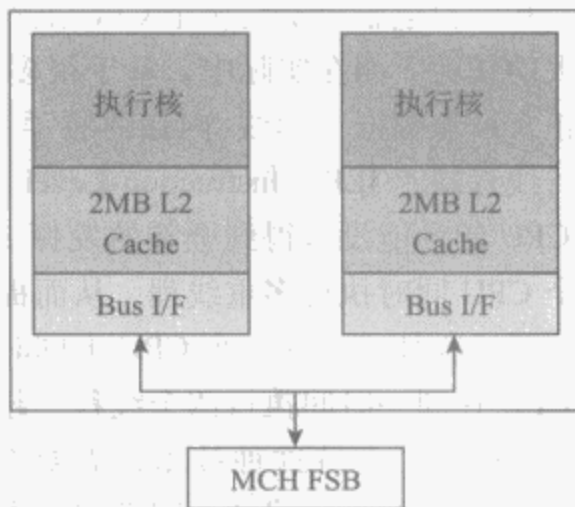 执行核
执行核
2MB L2
Cache
2MB L2
Cache
Bus I/F
Bus I/F
MCH FSB